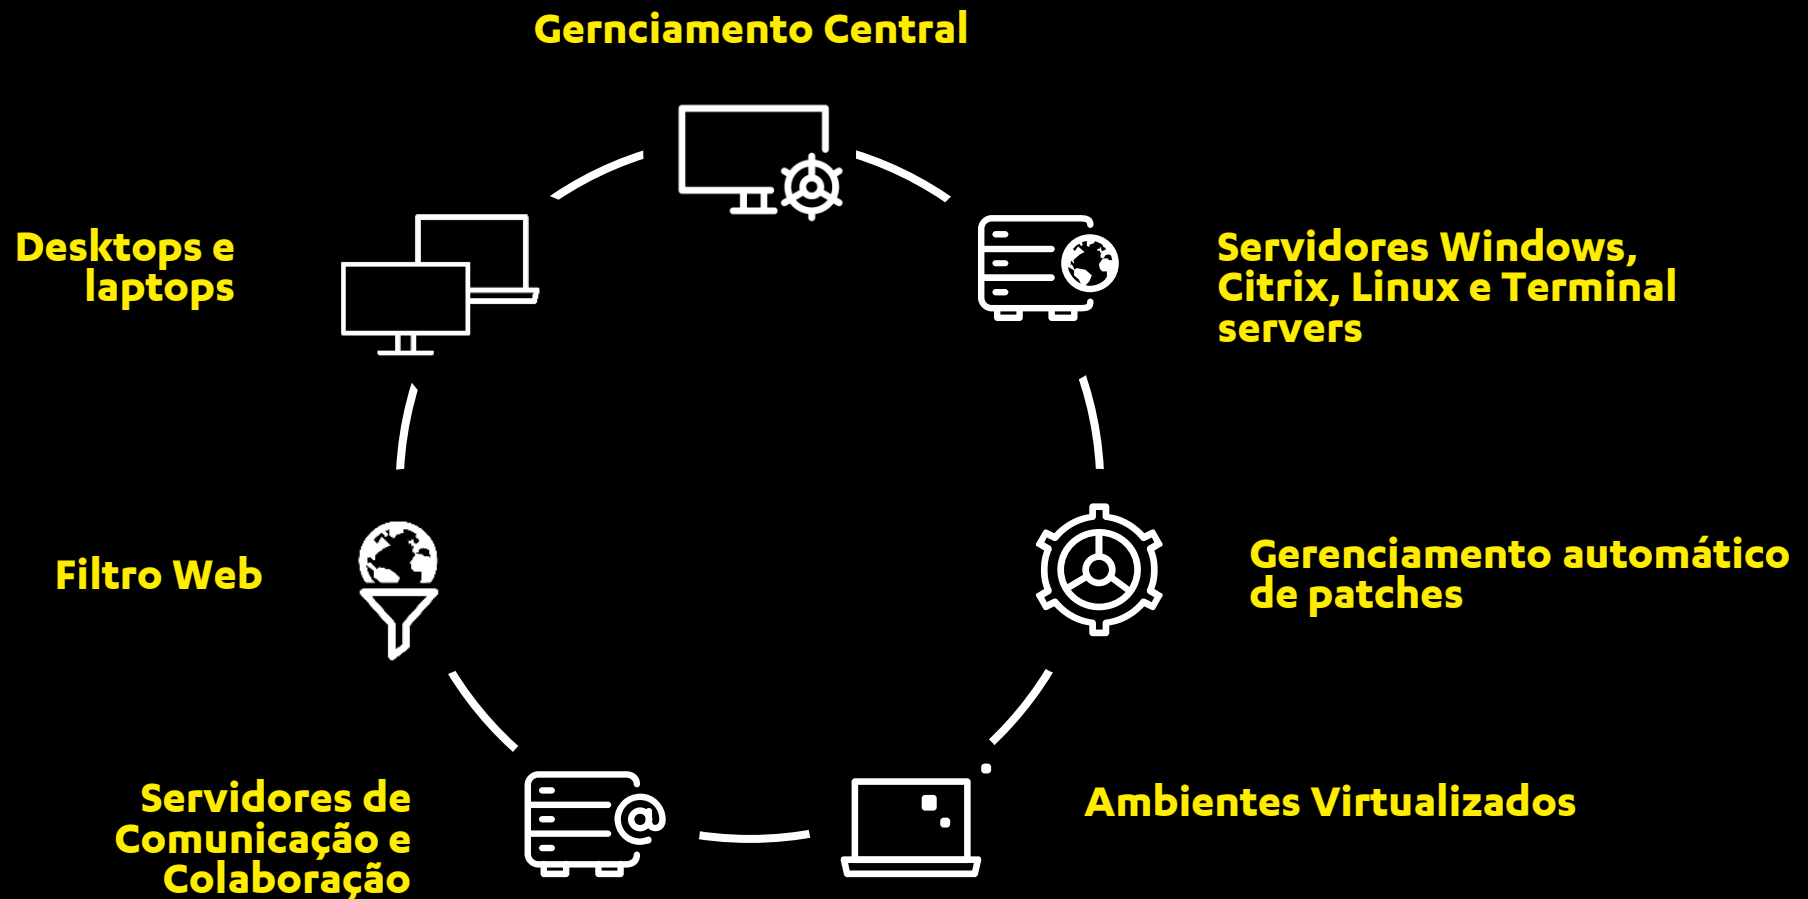 Gernciamento Central
Desktops e
laptops
Servidores Windows,
Citrix, Linux e Terminal
servers
Filtro Web
Gerenciamento automático
de patches
Servidores de
Comunicação e
Colaboração
Ambientes Virtualizados